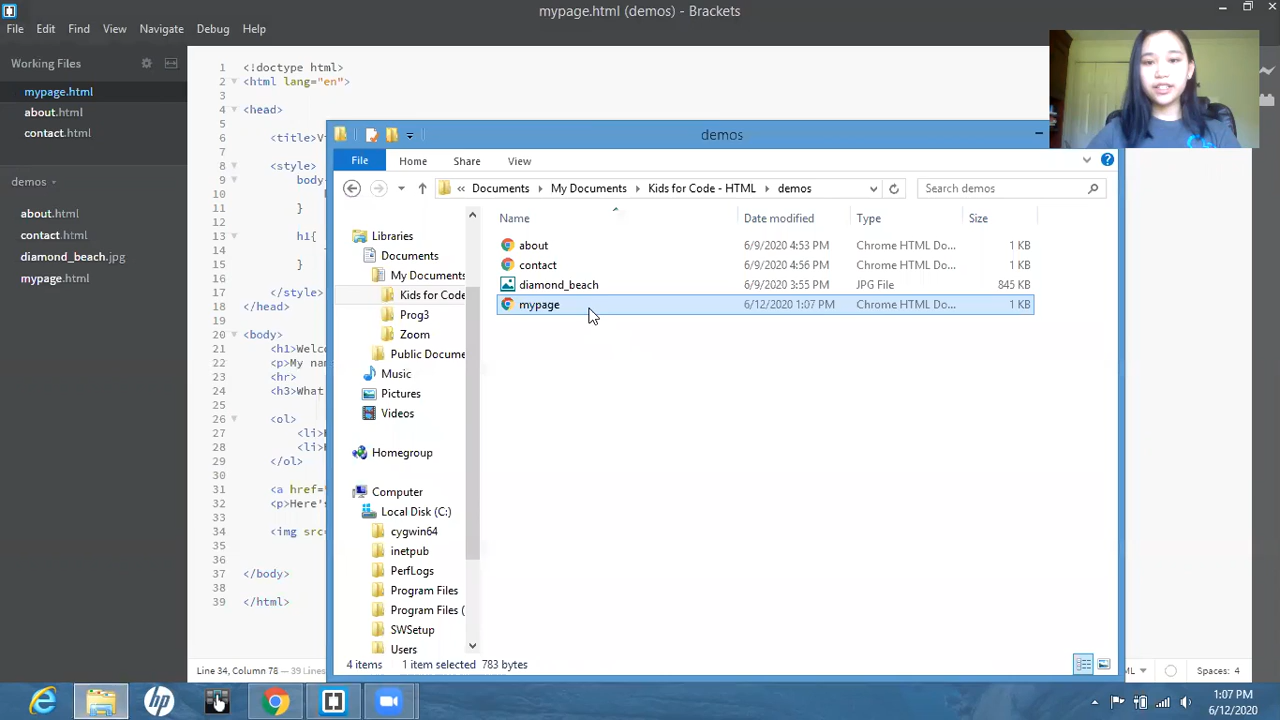 mypage.html (demos) - Brackets
File Edit Find View Navigate Debug Help
Working Files
mypage.html
about.html
contact.html
demos
about.html
contact.html
diamond_beach.jpg
mypage.html
1 <!doctype html>
2 <html lang="en">
3
4 <head>
5
6 <title>V
7
8 <style>
9 body
10
11 }
12
13 h1{
14
15 }
16
17 </style>
18 </head>
19
20 <body>
21 <h1>Welco
22 <p>My nam
23 <hr>
24 <h3>What
25
26 <ol>
27 <li>
28 <li>
29 </ol>
30
31 <a href="
32 <p>Here's
33
34 <img src
35
36
37 </body>
38
39 </html>
demos
File Home Share View
« Documents My Documents Kids for Code - HTML demos
Search demos
Libraries
Documents
My Documents
Kids for Code
Prog3
Zoom
Public Docume
Music
Pictures
Videos
Homegroup
Computer
Local Disk (C:)
cygwin64
inetpub
PerfLogs
Program Files
Program Files (
SWSetup
Users
Name Date modified Type Size
about 6/9/2020 4:53 PM Chrome HTML Do... 1 KB
contact 6/9/2020 4:56 PM Chrome HTML Do... 1 KB
diamond_beach 6/9/2020 3:55 PM JPG File 845 KB
mypage 6/12/2020 1:07 PM Chrome HTML Do... 1 KB
4 items 1 item selected 783 bytes
Line 34, Column 78 — 39 Lines
ML Spaces: 4
1:07 PM
6/12/2020